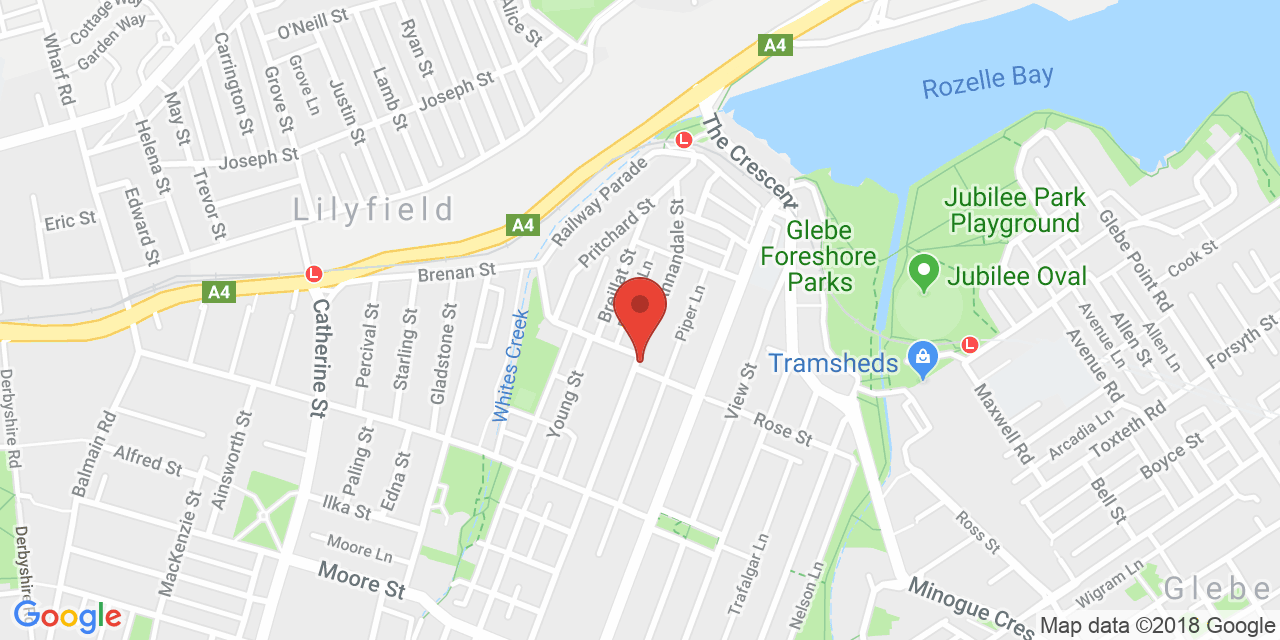 Cottage Way
Garden Way
O'Neill St
Alice St
A4
Wharf Rd
Carrington St
Grove St
Grove Ln
Justin St
Lamb St
Ryan St
Joseph St
Rozelle Bay
May St
Helena St
Trevor St
Joseph St
The Crescent
Edward St
Eric St
Lilyfield
A4
Railway Parade
Pritchard St
Annandale St
Glebe
Foreshore
Parks
Jubilee Park
Playground
Jubilee Oval
Glebe Point Rd
Cook St
A4
Brenan St
Breillat St
Ln
Piper Ln
Catherine St
Percival St
Starling St
Gladstone St
Whites Creek
Tramsheds
Avenue Ln
Avenue Rd
Allen St
Allen Ln
Forsyth St
Derbyshire Rd
Balmain Rd
Ainsworth St
Young St
View St
Rose St
Maxwell Rd
Arcadia Ln
Toxteth Rd
Boyce St
Alfred St
Paling St
Edna St
Ilka St
MacKenzie St
Moore Ln
Moore St
Bell St
Ross St
Trafalgar Ln
Nelson Ln
Minogue Cres
Wigram Ln
Glebe
Derbyshire
Google
Map data ©2018 Google